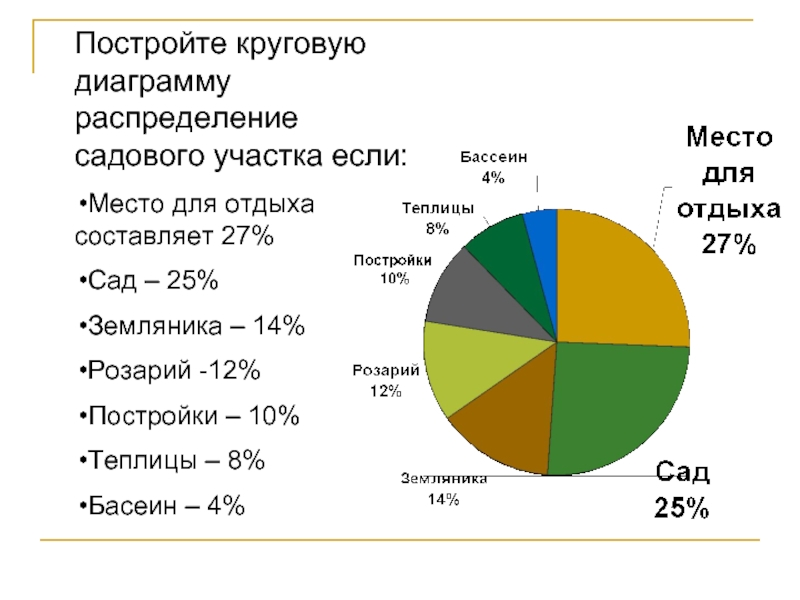 Постройте круговую
диаграмму
распределение
садового участка если:
•Место для отдыха
составляет 27%
•Сад – 25%
•Земляника – 14%
•Розарий -12%
•Постройки – 10%
•Теплицы – 8%
•Басеин – 4%
Бассеин
4%
Теплицы
8%
Постройки
10%
Розарий
12%
Земляника
14%
Место
для
отдыха
27%
Сад
25%